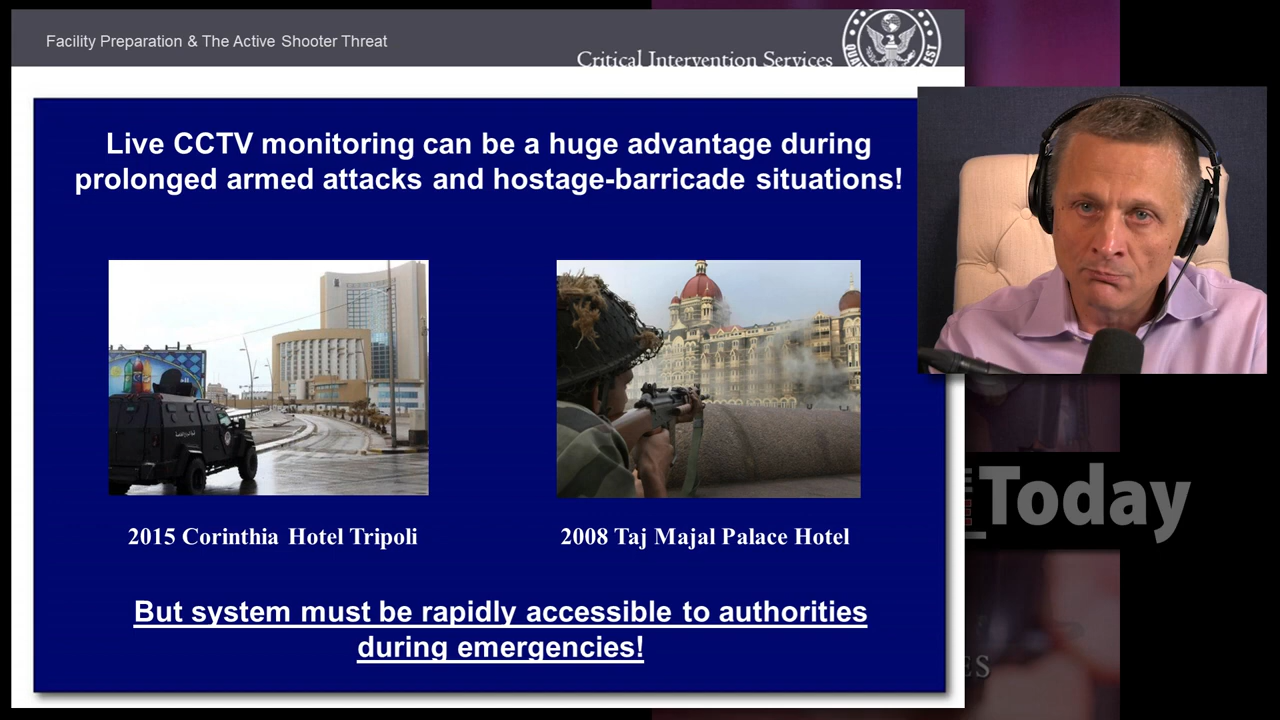 Facility Preparation & The Active Shooter Threat
Critical Intervention Services
Live CCTV monitoring can be a huge advantage during
prolonged armed attacks and hostage-barricade situations!
2015 Corinthia Hotel Tripoli
2008 Taj Majal Palace Hotel
But system must be rapidly accessible to authorities
during emergencies!
Today
ES